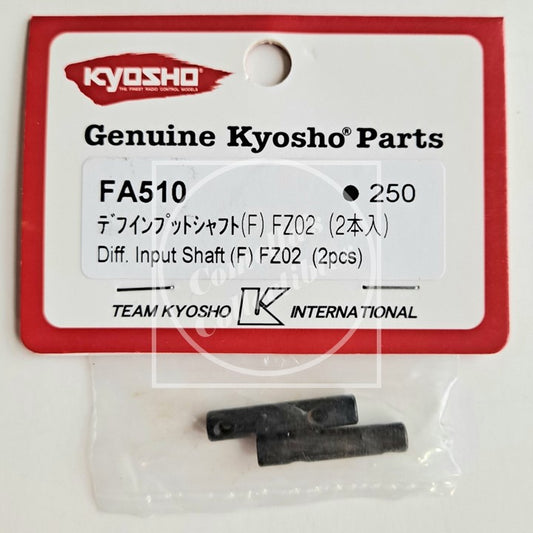 KYOSHO
THE FINEST RADIO CONTROL MODELS
Genuine Kyosho® Parts
FA510 ● 250
ﾃﾞﾌｲﾝﾌﾟｯﾄｼｬﾌﾄ(F) FZ02 (2本入)
Diff. Input Shaft (F) FZ02 (2pcs)
TEAM KYOSHO K INTERNATIONAL